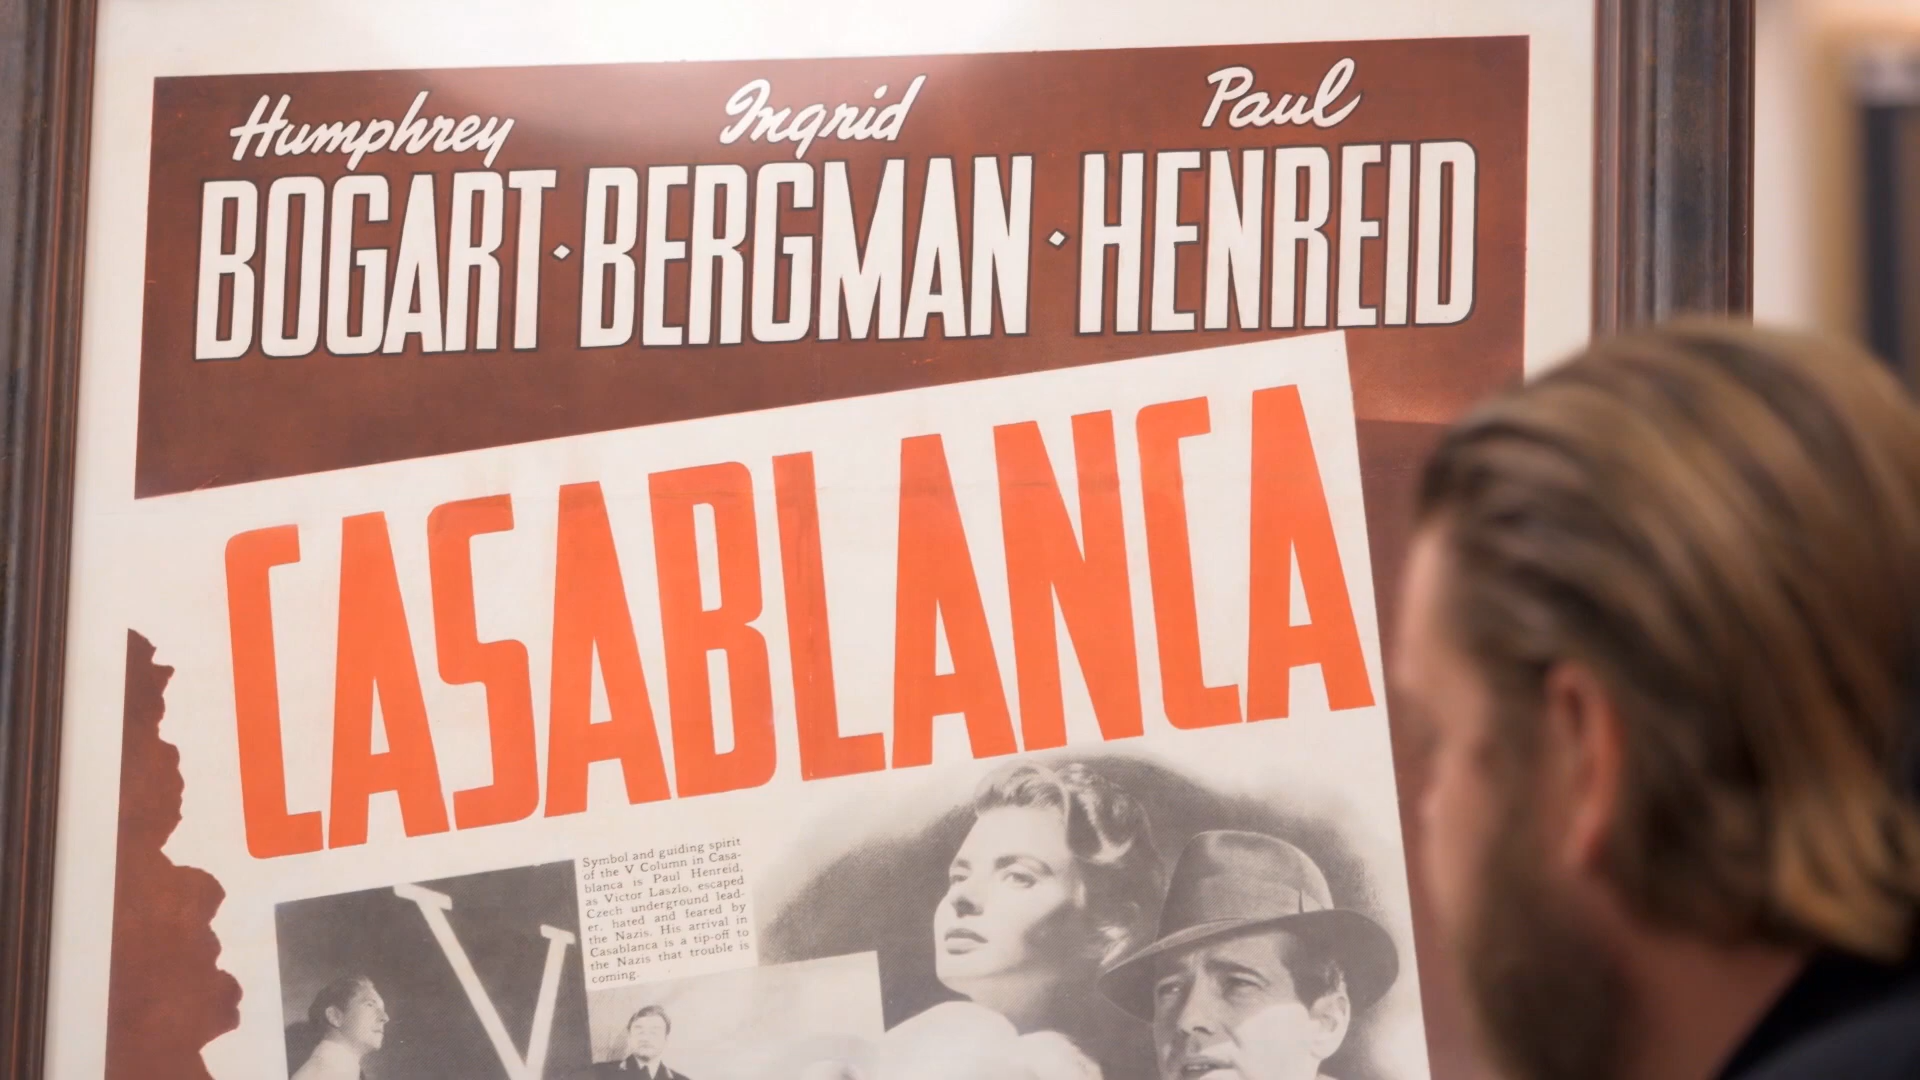 Humphrey Ingrid Paul
BOGART · BERGMAN · HENREID
CASABLANCA
Symbol and guiding spirit
of the V Column in Casa-
blanca is Paul Henreid,
as Victor Laszlo, escaped
Czech underground lead-
er, hated and feared by
the Nazis. His arrival in
Casablanca is a tip-off to
the Nazis that trouble is
coming.
V